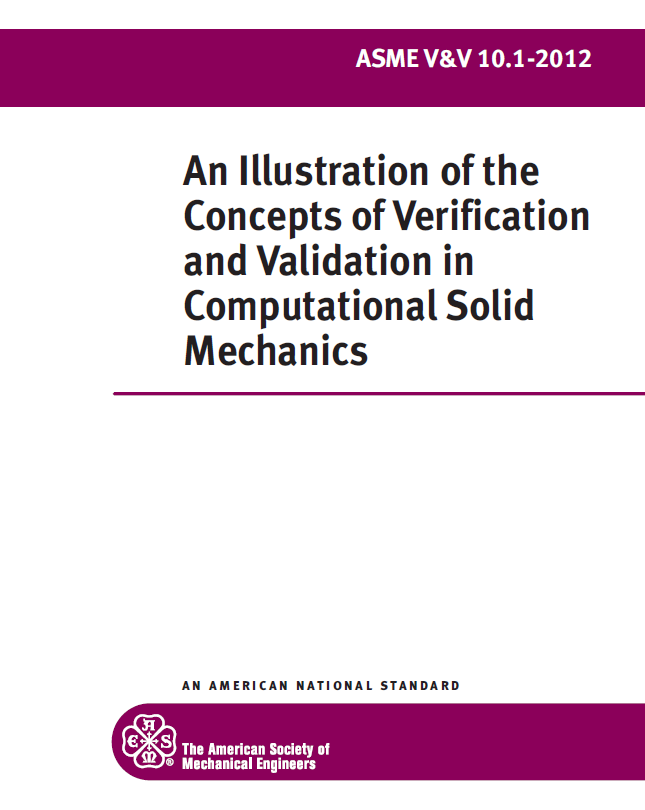 ASME V&V 10.1-2012
An Illustration of the
Concepts of Verification
and Validation in
Computational Solid
Mechanics
AN AMERICAN NATIONAL STANDARD
A
E S
M ®
The American Society of
Mechanical Engineers